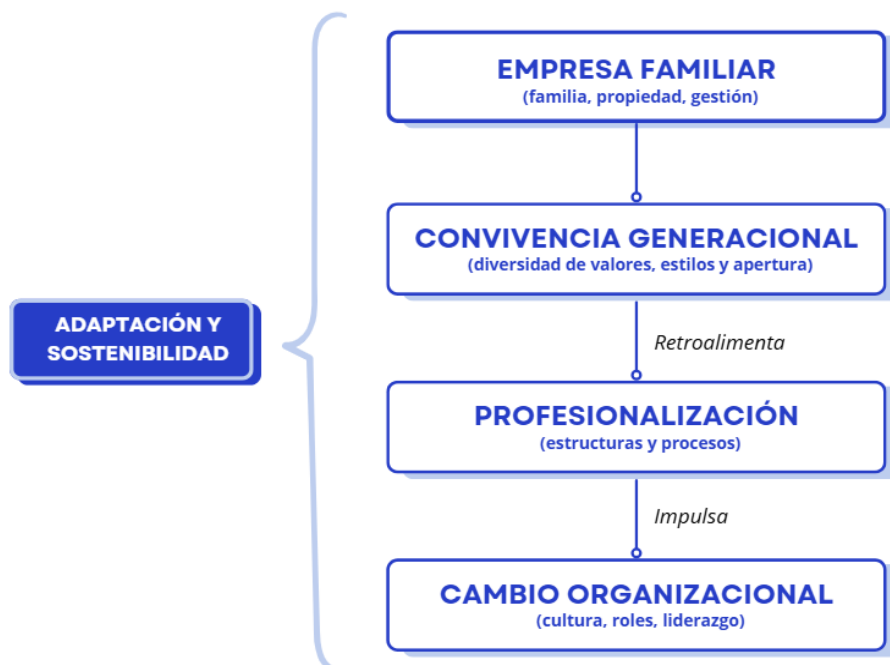 EMPRESA FAMILIAR
(familia, propiedad, gestión)
CONVIVENCIA GENERACIONAL
(diversidad de valores, estilos y apertura)
ADAPTACIÓN Y
SOSTENIBILIDAD
Retroalimenta
PROFESIONALIZACIÓN
(estructuras y procesos)
Impulsa
CAMBIO ORGANIZACIONAL
(cultura, roles, liderazgo)